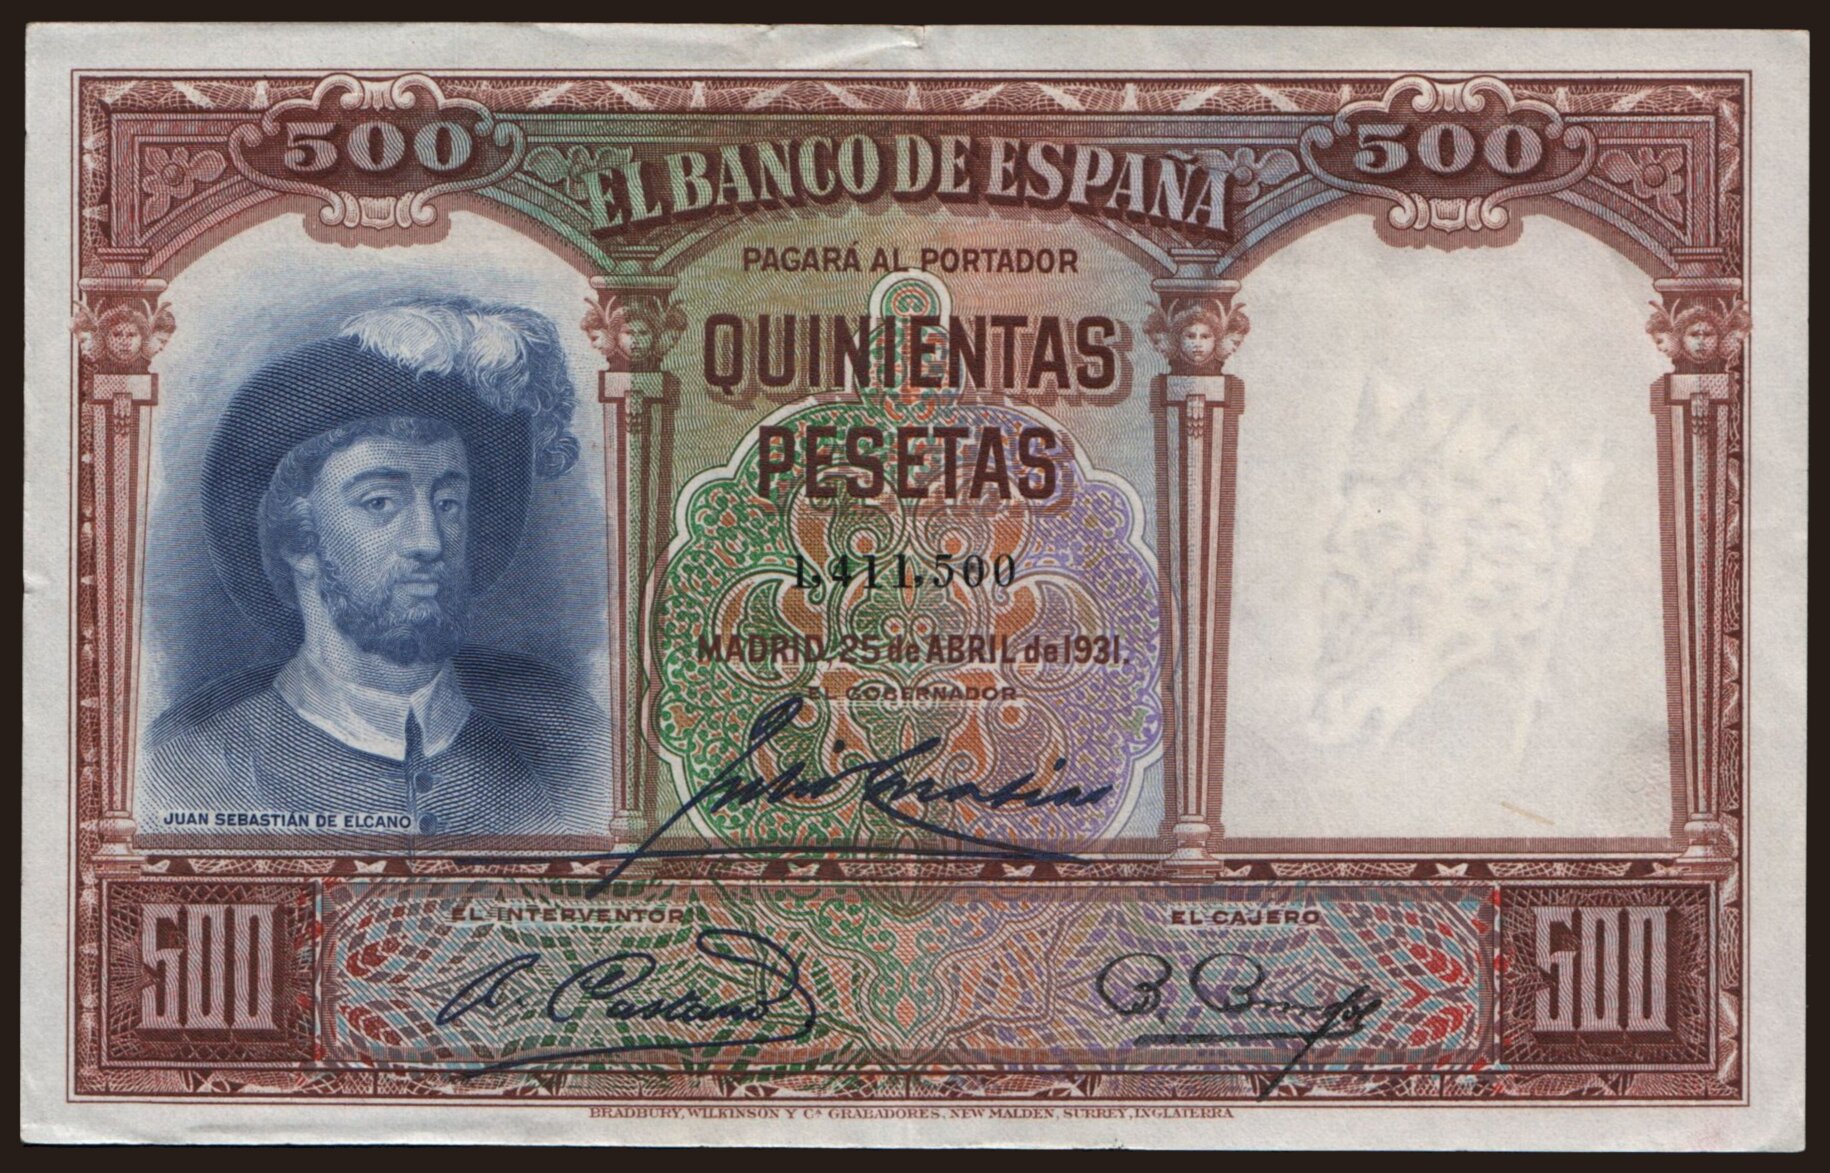 500
500
EL BANCO DE ESPAÑA
PAGARÁ AL PORTADOR
QUINIENTAS
PESETAS
1,411,500
MADRID, 25 de ABRIL de 1931.
EL GOBERNADOR
JUAN SEBASTIÁN DE ELCANO
500
EL INTERVENTOR
A. Castaño
EL CAJERO
500
BRADBURY, WILKINSON Y Cª GRABADORES, NEW MALDEN, SURREY, INGLATERRA